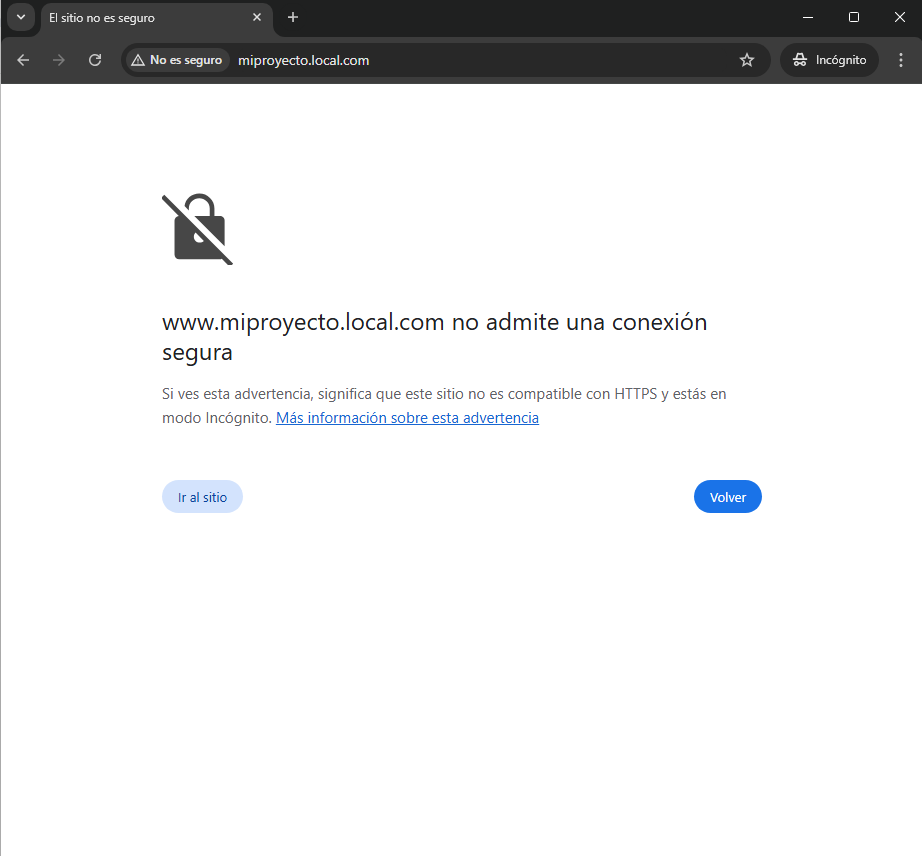 El sitio no es seguro
No es seguro miproyecto.local.com Incógnito
www.miproyecto.local.com no admite una conexión
segura
Si ves esta advertencia, significa que este sitio no es compatible con HTTPS y estás en
modo Incógnito. Más información sobre esta advertencia
Ir al sitio Volver